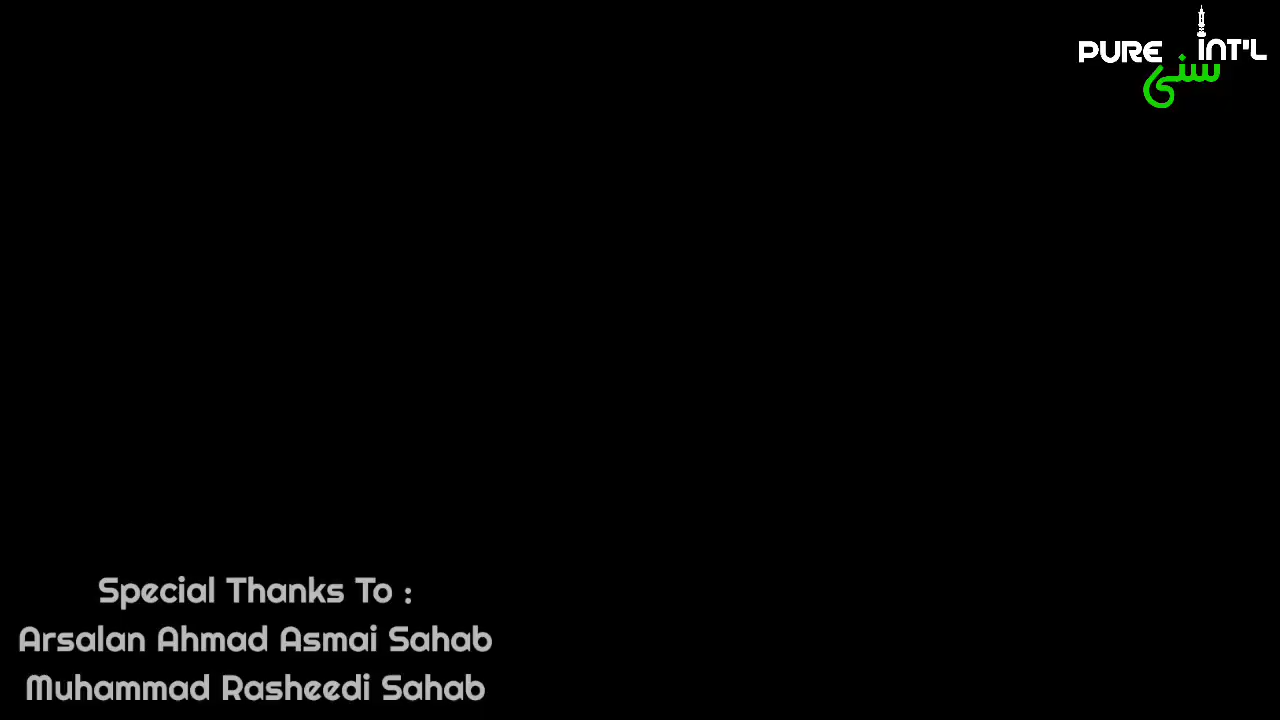 PURE INT'L
سنی
Special Thanks To :
Arsalan Ahmad Asmai Sahab
Muhammad Rasheedi Sahab